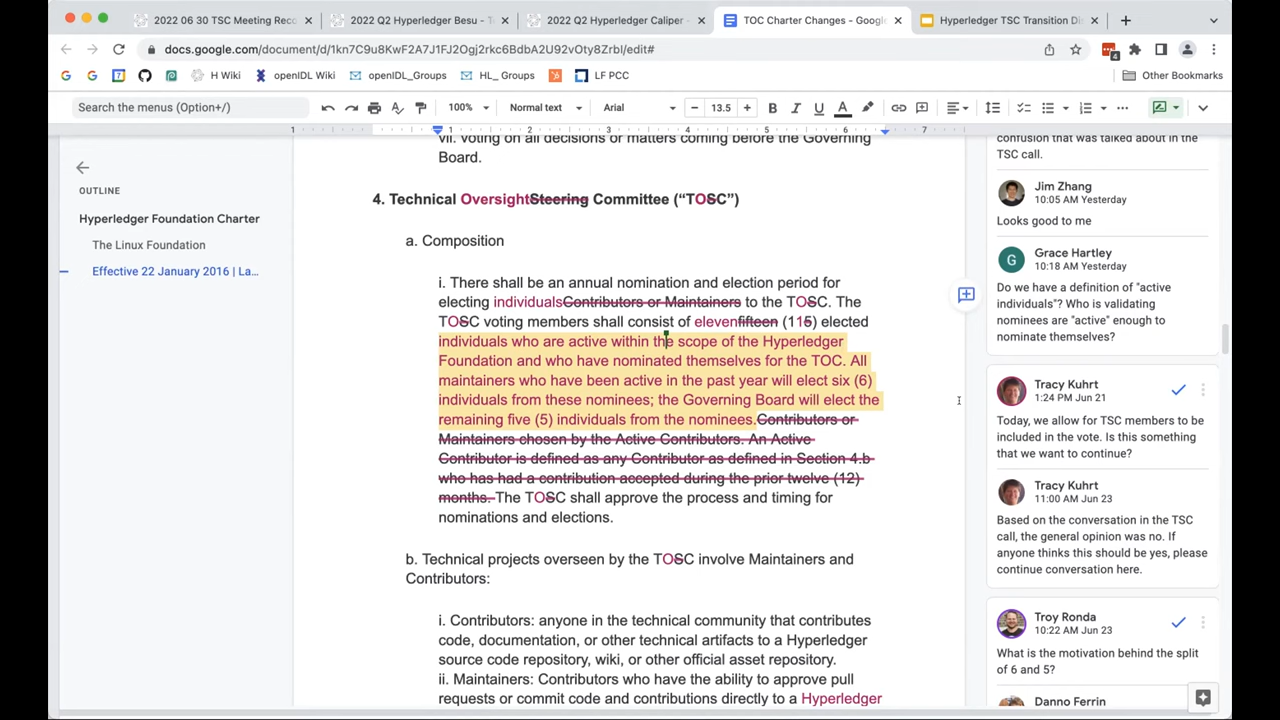 2022 06 30 TSC Meeting Reco
2022 Q2 Hyperledger Besu - Te
2022 Q2 Hyperledger Caliper -
TOC Charter Changes - Google
Hyperledger TSC Transition Di
docs.google.com/document/d/1kn7C9u8KwF2A7J1FJ2Ogj2rkc6BdbA2U92vOty8Zrbl/edit#
4
H Wiki
openIDL Wiki
openIDL_Groups
HL_ Groups
LF PCC
Other Bookmarks
Search the menus (Option+/)
100%
Normal text
Arial
13.5
1 1 2 3 4 5 6 7
OUTLINE
Hyperledger Foundation Charter
The Linux Foundation
Effective 22 January 2016 | La...
vii. voting on all decisions or matters coming before the Governing
Board.
4. Technical OversightSteering Committee (“TOSC”)
a. Composition
i. There shall be an annual nomination and election period for
electing individualsContributors or Maintainers to the TOSC. The
TOSC voting members shall consist of elevenfifteen (115) elected
individuals who are active within the scope of the Hyperledger
Foundation and who have nominated themselves for the TOC. All
maintainers who have been active in the past year will elect six (6)
individuals from these nominees; the Governing Board will elect the
remaining five (5) individuals from the nominees.Contributors or
Maintainers chosen by the Active Contributors. An Active
Contributor is defined as any Contributor as defined in Section 4.b
who has had a contribution accepted during the prior twelve (12)
months. The TOSC shall approve the process and timing for
nominations and elections.
b. Technical projects overseen by the TOSC involve Maintainers and
Contributors:
i. Contributors: anyone in the technical community that contributes
code, documentation, or other technical artifacts to a Hyperledger
source code repository, wiki, or other official asset repository.
ii. Maintainers: Contributors who have the ability to approve pull
requests or commit code and contributions directly to a Hyperledger
confusion that was talked about in the
TSC call.
Jim Zhang
10:05 AM Yesterday
Looks good to me
G
Grace Hartley
10:18 AM Yesterday
Do we have a definition of "active
individuals"? Who is validating
nominees are "active" enough to
nominate themselves?
Tracy Kuhrt
1:24 PM Jun 21
Today, we allow for TSC members to be
included in the vote. Is this something
that we want to continue?
Tracy Kuhrt
11:00 AM Jun 23
Based on the conversation in the TSC
call, the general opinion was no. If
anyone thinks this should be yes, please
continue conversation here.
Troy Ronda
10:22 AM Jun 23
What is the motivation behind the split
of 6 and 5?
Danno Ferrin